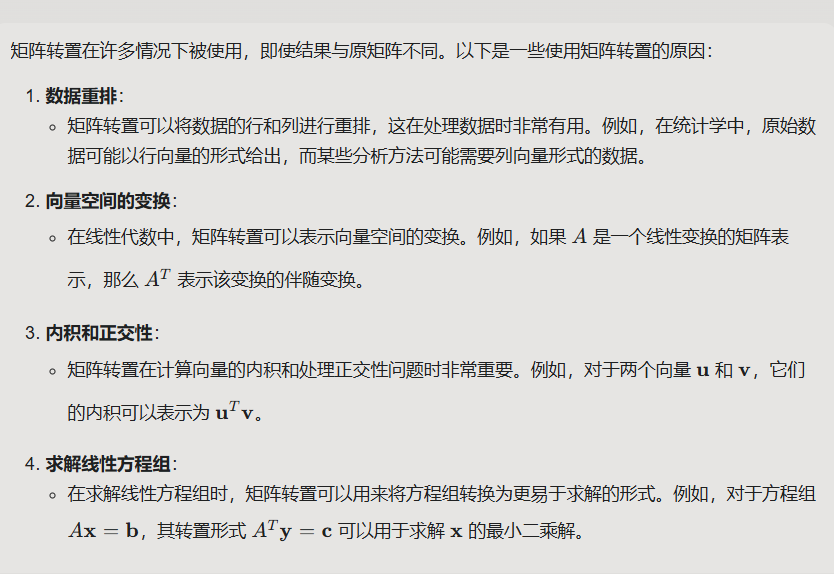 矩阵转置在许多情况下被使用，即使结果与原矩阵不同。以下是一些使用矩阵转置的原因：
1. 数据重排：
◦ 矩阵转置可以将数据的行和列进行重排，这在处理数据时非常有用。例如，在统计学中，原始数
据可能以行向量的形式给出，而某些分析方法可能需要列向量形式的数据。
2. 向量空间的变换：
◦ 在线性代数中，矩阵转置可以表示向量空间的变换。例如，如果 A 是一个线性变换的矩阵表
示，那么 Aᵀ 表示该变换的伴随变换。
3. 内积和正交性：
◦ 矩阵转置在计算向量的内积和处理正交性问题时非常重要。例如，对于两个向量 u 和 v，它们
的内积可以表示为 uᵀv。
4. 求解线性方程组：
◦ 在求解线性方程组时，矩阵转置可以用来将方程组转换为更易于求解的形式。例如，对于方程组
Ax = b，其转置形式 Aᵀy = c 可以用于求解 x 的最小二乘解。